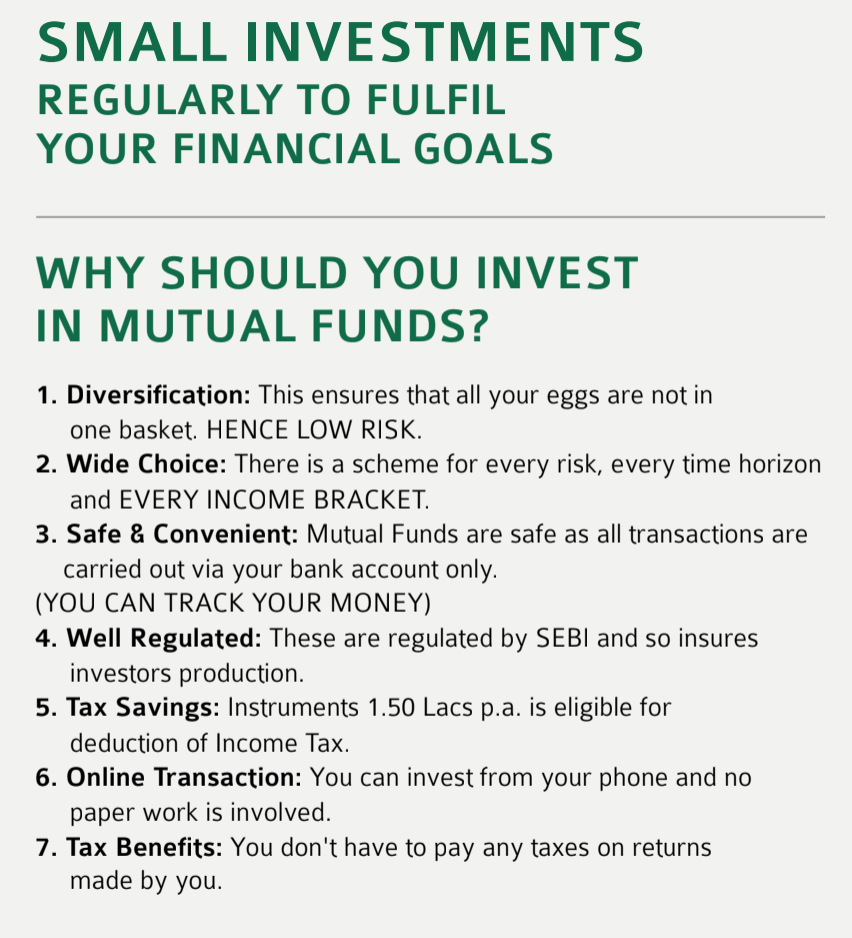 SMALL INVESTMENTS
REGULARLY TO FULFIL
YOUR FINANCIAL GOALS
WHY SHOULD YOU INVEST
IN MUTUAL FUNDS?
1. Diversification: This ensures that all your eggs are not in
one basket. HENCE LOW RISK.
2. Wide Choice: There is a scheme for every risk, every time horizon
and EVERY INCOME BRACKET.
3. Safe & Convenient: Mutual Funds are safe as all transactions are
carried out via your bank account only.
(YOU CAN TRACK YOUR MONEY)
4. Well Regulated: These are regulated by SEBI and so insures
investors production.
5. Tax Savings: Instruments 1.50 Lacs p.a. is eligible for
deduction of Income Tax.
6. Online Transaction: You can invest from your phone and no
paper work is involved.
7. Tax Benefits: You don't have to pay any taxes on returns
made by you.